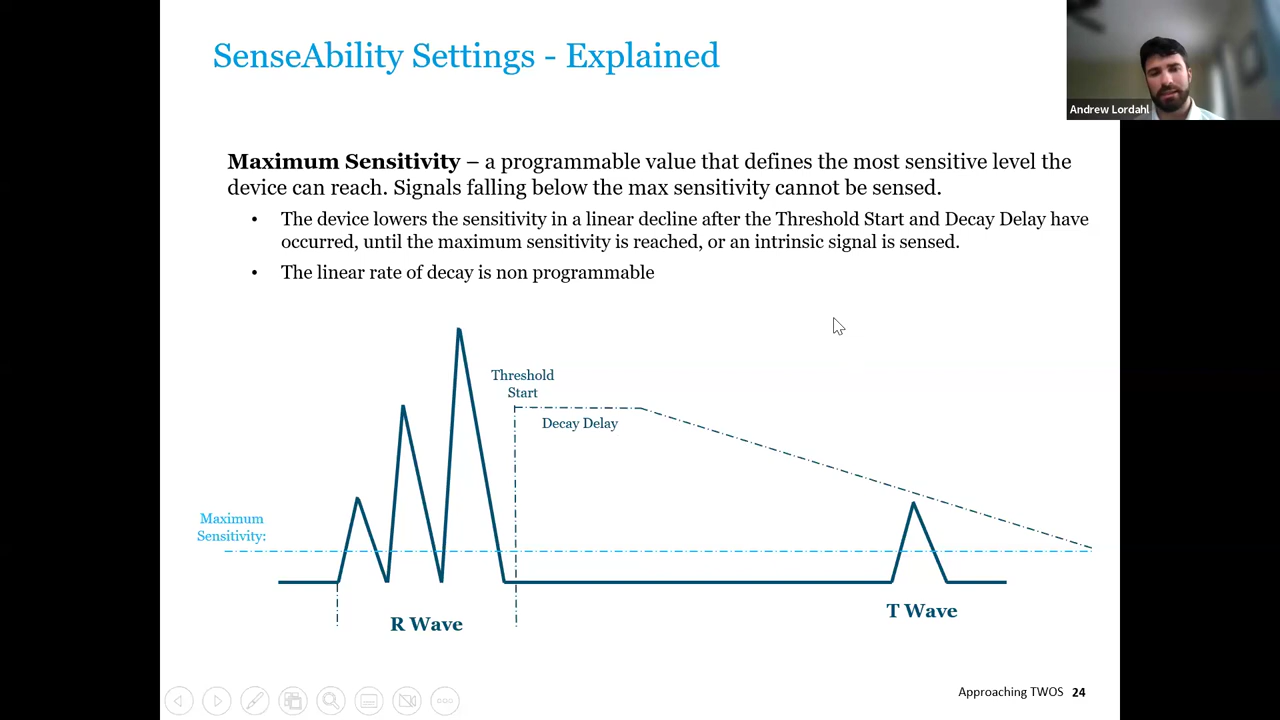 SenseAbility Settings - Explained
Andrew Lordahl
Maximum Sensitivity – a programmable value that defines the most sensitive level the
device can reach. Signals falling below the max sensitivity cannot be sensed.
• The device lowers the sensitivity in a linear decline after the Threshold Start and Decay Delay have
occurred, until the maximum sensitivity is reached, or an intrinsic signal is sensed.
• The linear rate of decay is non programmable
Threshold
Start
Decay Delay
Maximum
Sensitivity:
R Wave
T Wave
Approaching TWOS 24